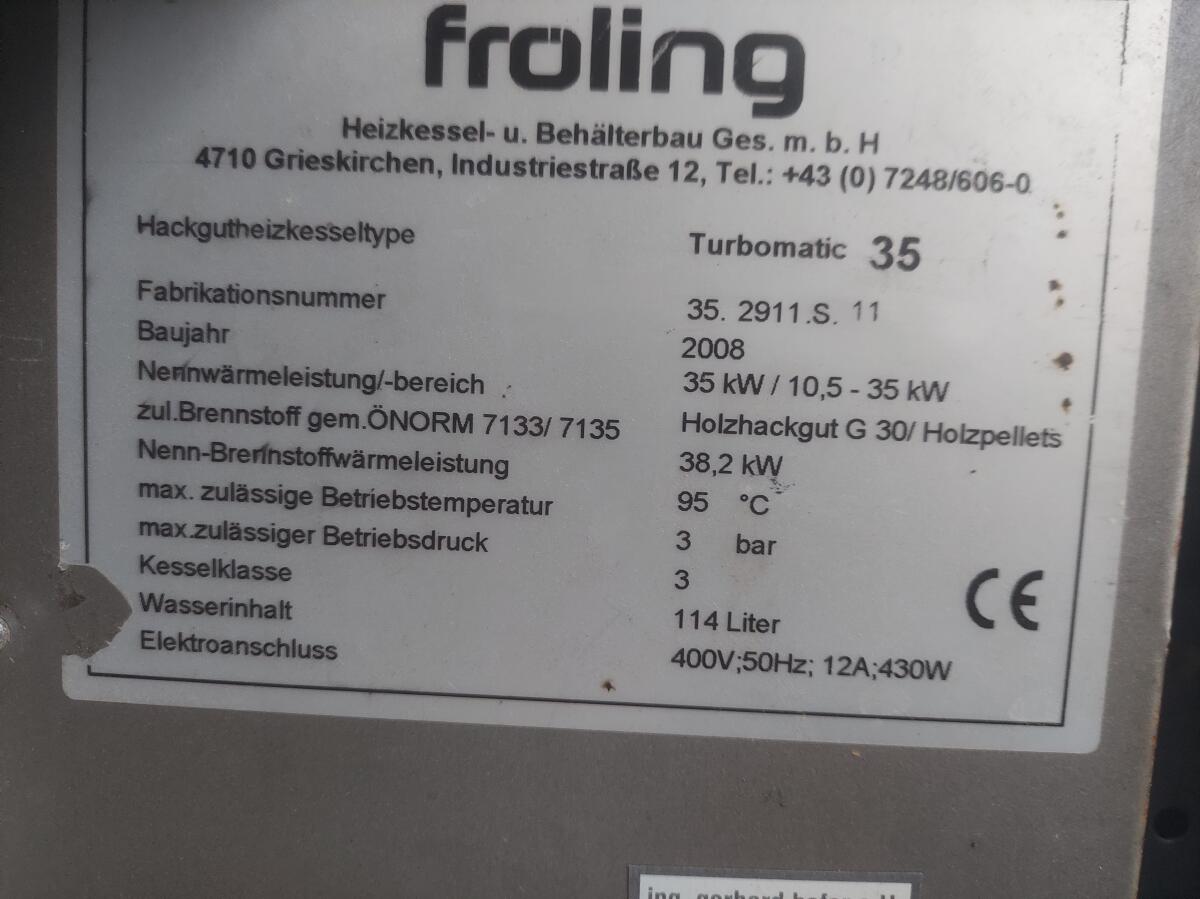 fröling
Heizkessel- u. Behälterbau Ges. m. b. H
4710 Grieskirchen, Industriestraße 12, Tel.: +43 (0) 7248/606-0
Hackgutheizkesseltype Turbomatic 35
Fabrikationsnummer 35. 2911.S. 11
Baujahr 2008
Nennwärmeleistung/-bereich 35 kW / 10,5 - 35 kW
zul.Brennstoff gem.ÖNORM 7133/ 7135 Holzhackgut G 30/ Holzpellets
Nenn-Brennstoffwärmeleistung 38,2 kW
max. zulässige Betriebstemperatur 95 °C
max.zulässiger Betriebsdruck 3 bar
Kesselklasse 3
Wasserinhalt 114 Liter
Elektroanschluss 400V;50Hz; 12A;430W
CE
ing. gerhard